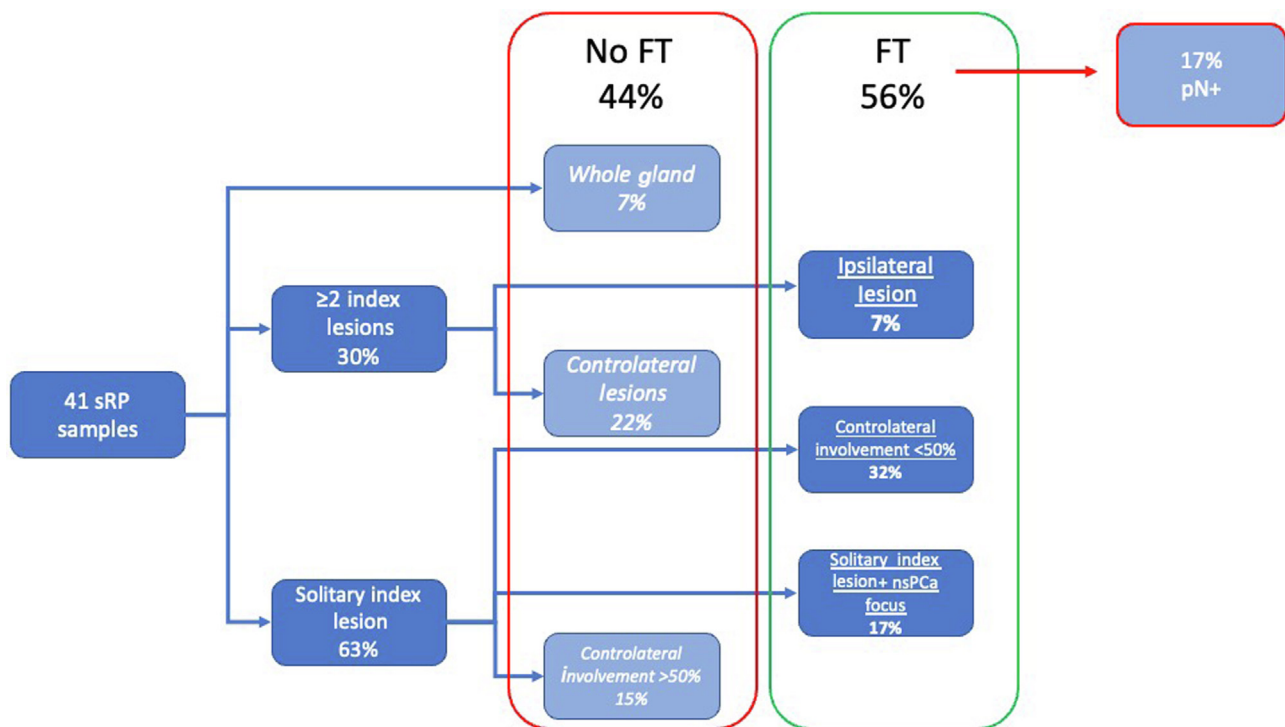 No FT
44%
FT
56%
17%
pN+
Whole gland
7%
≥2 index
lesions
30%
Ipsilateral
lesion
7%
Controlateral
lesions
22%
41 sRP
samples
Controlateral
involvement <50%
32%
Solitary index
lesion+ nsPCa
focus
17%
Solitary index
lesion
63%
Controlateral
involvement >50%
15%